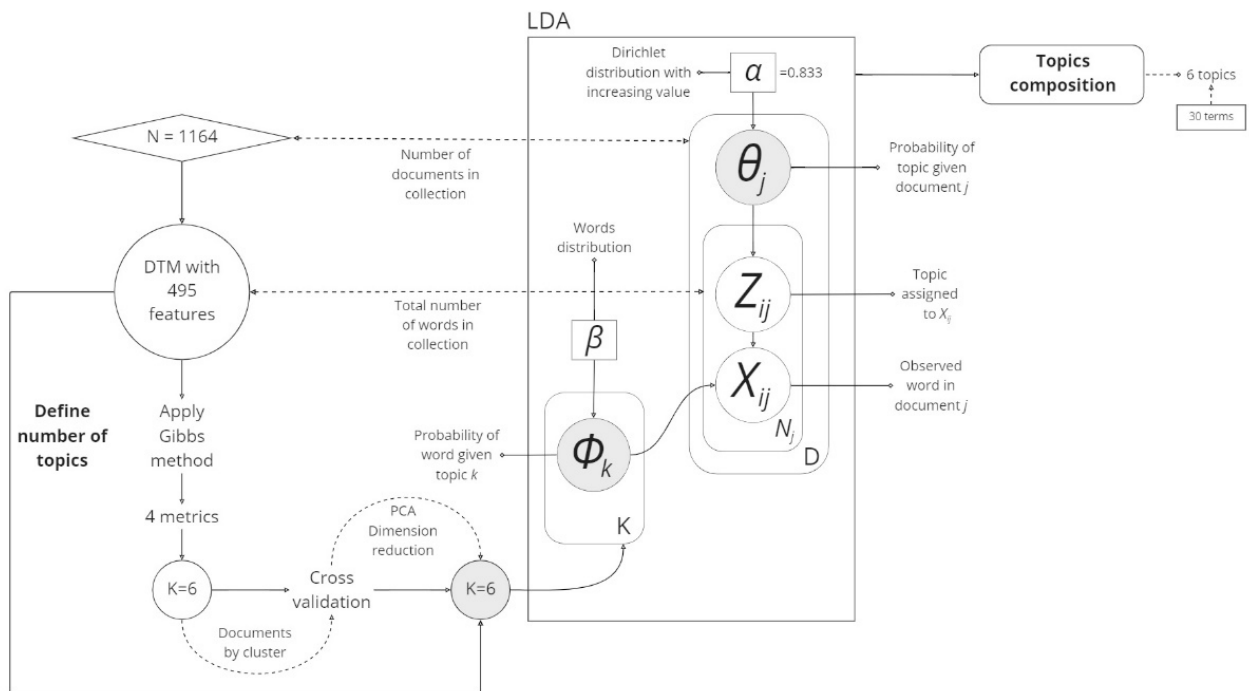 LDA
Dirichlet
distribution with
increasing value
α
=0.833
Topics
composition
6 topics
30 terms
N = 1164
Number of
documents in
collection
θj
Probability of
topic given
document j
Words
distribution
DTM with
495
features
Total number
of words in
collection
Zij
Topic
assigned
to Xij
β
Xij
Observed
word in
document j
Nj
D
Define
number of
topics
Apply
Gibbs
method
Probability of
word given
topic k
Φk
K
4 metrics
PCA
Dimension
reduction
K=6
Cross
validation
K=6
Documents
by cluster